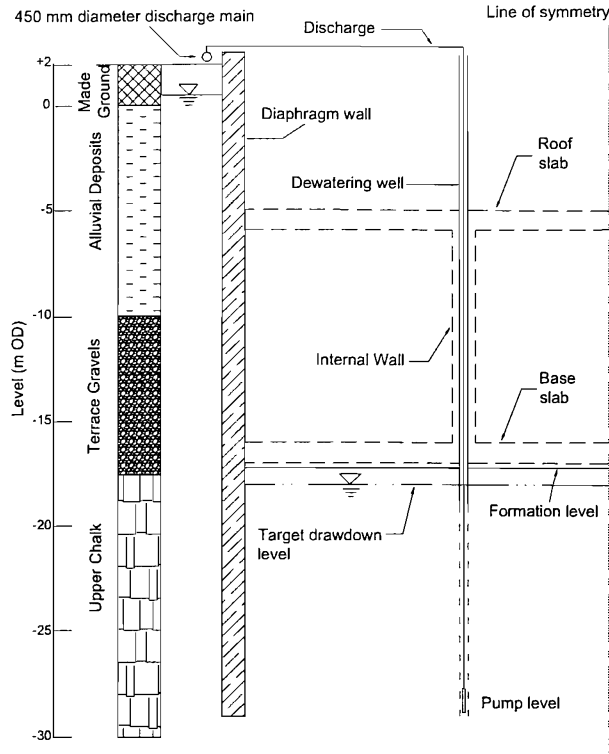 450 mm diameter discharge main
Discharge
Line of symmetry
+2
0
-5
-10
-15
-20
-25
-30
Level (m OD)
Made
Ground
Alluvial Deposits
Terrace Gravels
Upper Chalk
Diaphragm wall
Dewatering well
Roof
slab
Internal Wall
Base
slab
Formation level
Target drawdown
level
Pump level